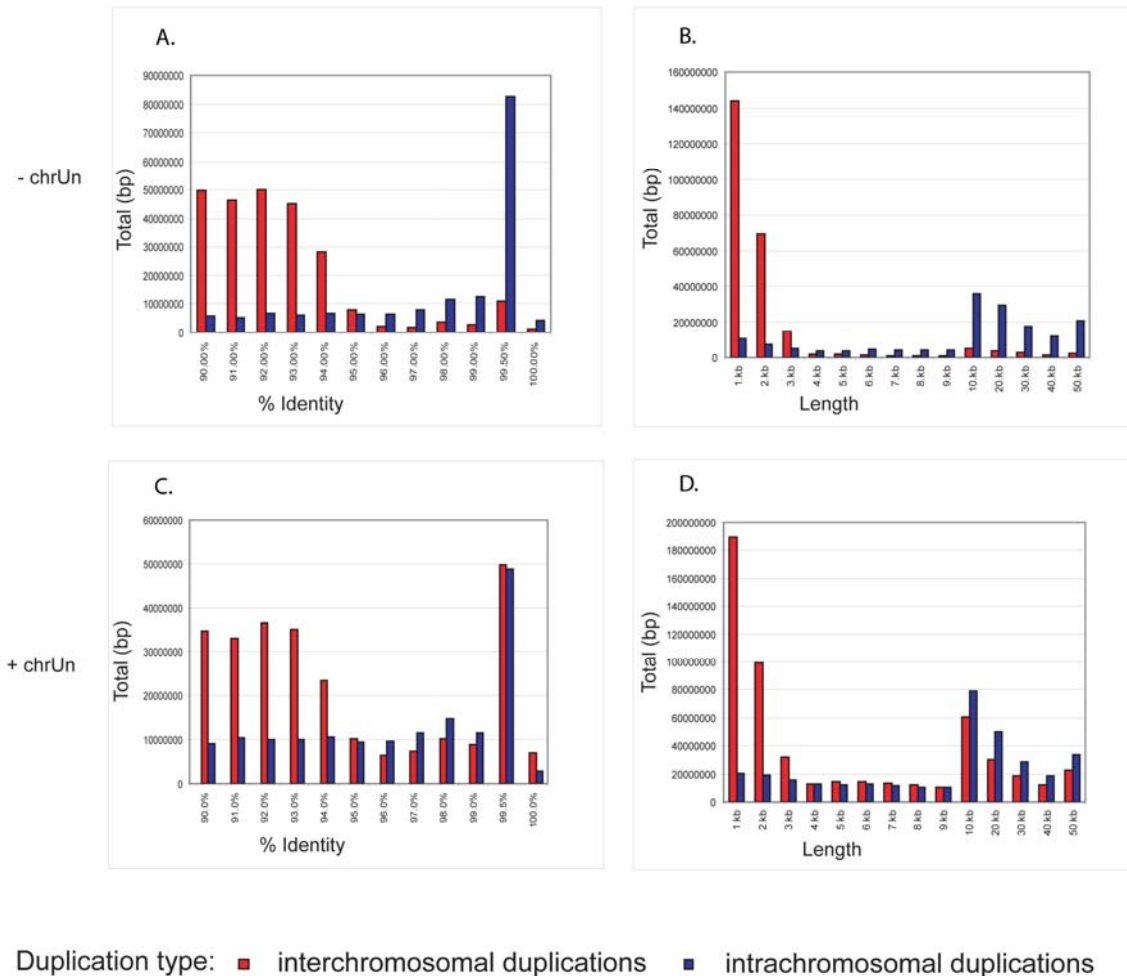 A.
90000000
80000000
70000000
60000000
50000000
40000000
30000000
20000000
10000000
0
Total (bp)
90.00%
91.00%
92.00%
93.00%
94.00%
95.00%
96.00%
97.00%
98.00%
99.00%
99.50%
100.00%
% Identity
B.
160000000
140000000
120000000
100000000
80000000
60000000
40000000
20000000
0
Total (bp)
1.kb
2.kb
3.kb
4.kb
5.kb
6.kb
7.kb
8.kb
9.kb
10.kb
20.kb
30.kb
40.kb
50.kb
Length
- chrUn
C.
60000000
50000000
40000000
30000000
20000000
10000000
0
Total (bp)
90.0%
91.0%
92.0%
93.0%
94.0%
95.0%
96.0%
97.0%
98.0%
99.0%
99.5%
100.0%
% Identity
D.
200000000
180000000
160000000
140000000
120000000
100000000
80000000
60000000
40000000
20000000
0
Total (bp)
1 kb
2 kb
3 kb
4 kb
5 kb
6 kb
7 kb
8 kb
9 kb
10 kb
20 kb
30 kb
40 kb
50 kb
Length
+ chrUn
Duplication type: interchromosomal duplications intrachromosomal duplications